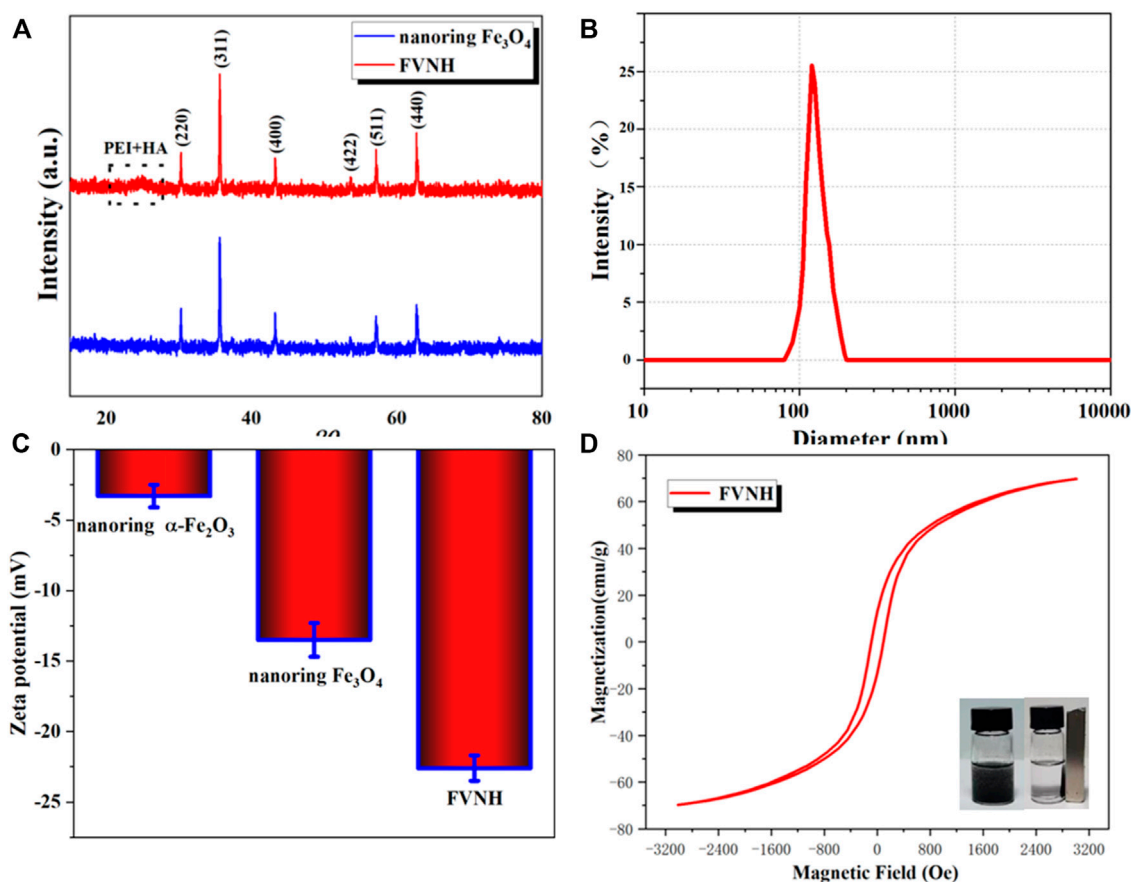 A
nanoring Fe₃O₄
FVNH
(220)
(311)
(400)
(422)
(511)
(440)
PEI+HA
Intensity (a.u.)
20
40
60
80
B
25
20
15
10
5
0
Intensity (%)
10
100
1000
10000
Diameter (nm)
C
0
-5
-10
-15
-20
-25
Zeta potential (mV)
nanoring α-Fe₂O₃
nanoring Fe₃O₄
FVNH
D
FVNH
80
60
40
20
0
-20
-40
-60
-80
Magnetization(emu/g)
-3200
-2400
-1600
-800
0
800
1600
2400
3200
Magnetic Field (Oe)